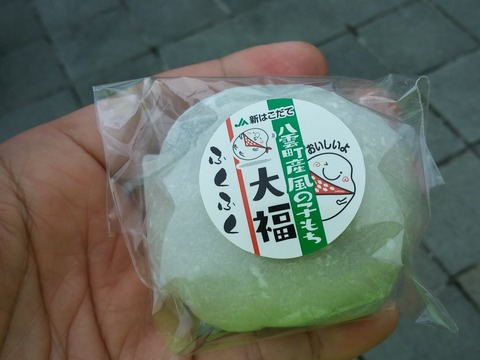 JA新はこだて
八雲町産風の子もち
おいしいよ
大福
ふくふく